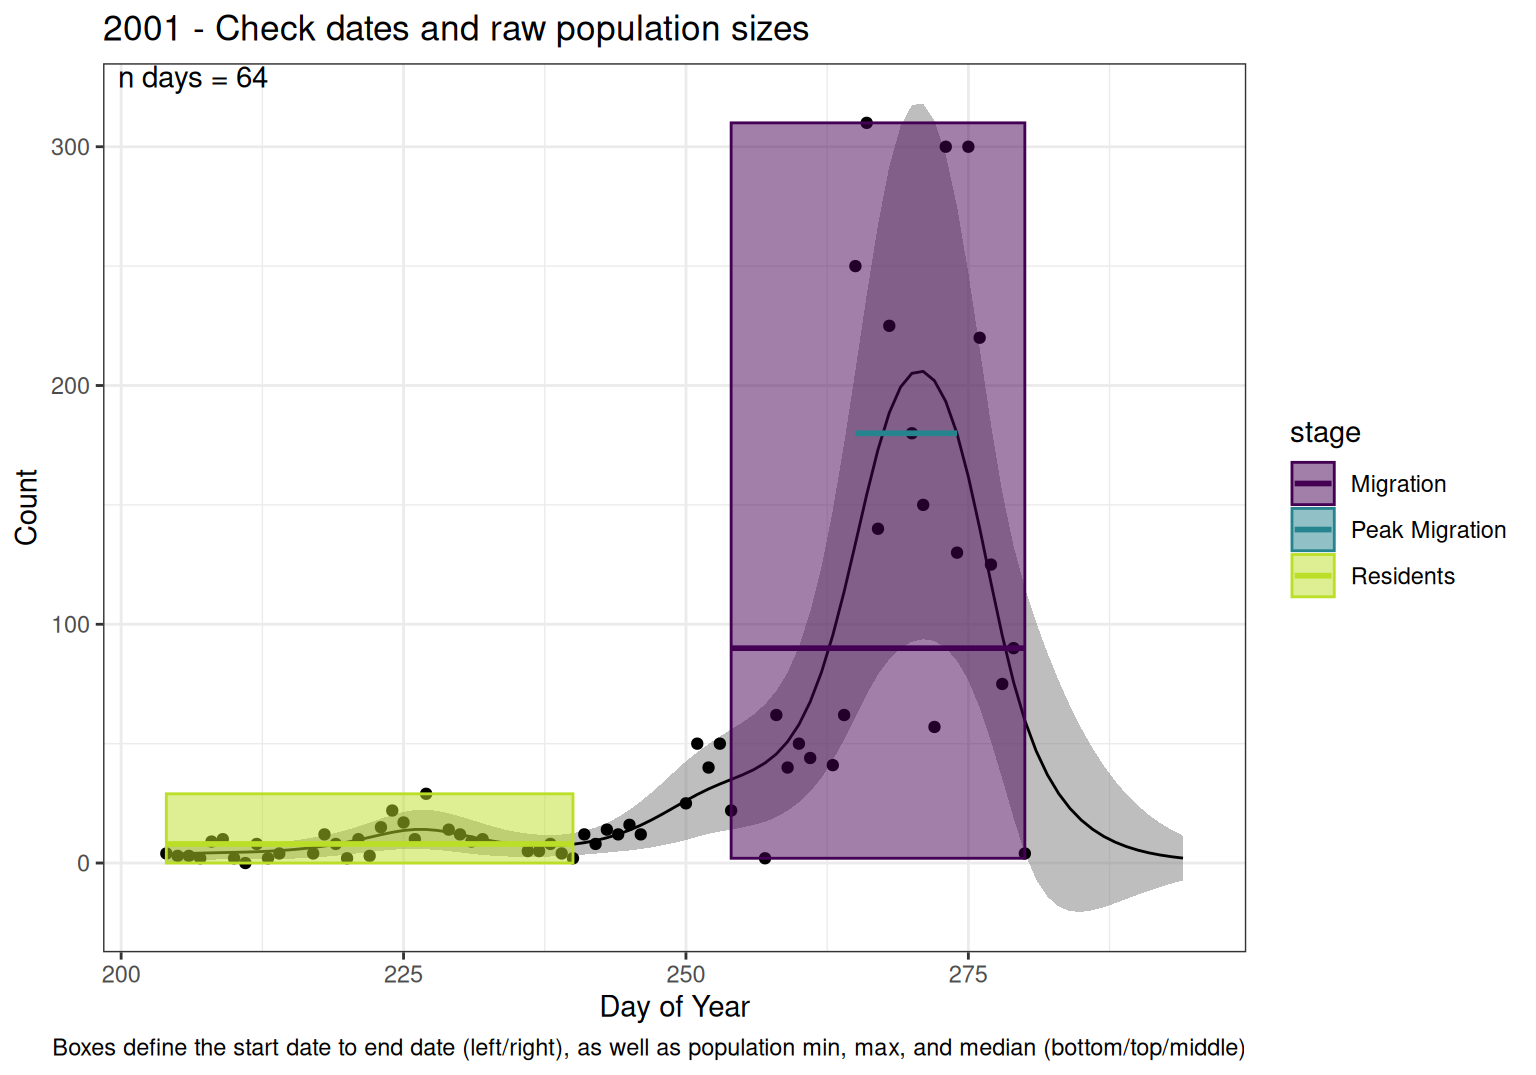 2001 - Check dates and raw population sizes
n days = 64
300
200
100
0
Count
200 225 250 275
Day of Year
stage
Migration
Peak Migration
Residents
Boxes define the start date to end date (left/right), as well as population min, max, and median (bottom/top/middle)